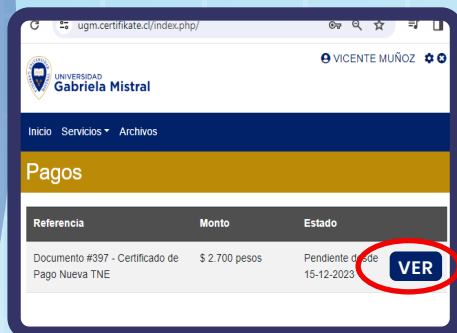 ugm.certifikate.cl/index.php/
VICENTE MUÑOZ
UNIVERSIDAD
Gabriela Mistral
Inicio Servicios Archivos
Pagos
Referencia Monto Estado
Documento #397 - Certificado de $ 2.700 pesos Pendiente desde
Pago Nueva TNE 15-12-2023
VER